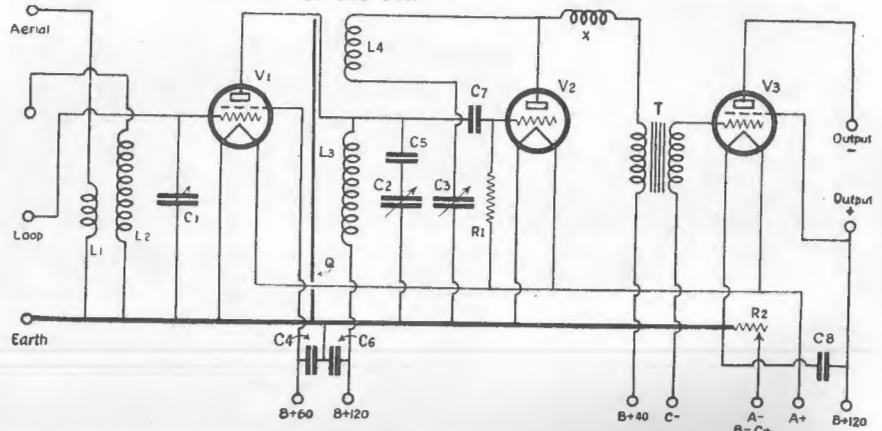 Aerial
Loop
Earth
L1
L2
C1
V1
L3
L4
Q
C5
C2
C3
C7
R1
V2
X
T
V3
Output
-
Output
+
R2
C8
C4
C6
B+60
B+120
B+40
C-
A-
B-C+
A+
B+120